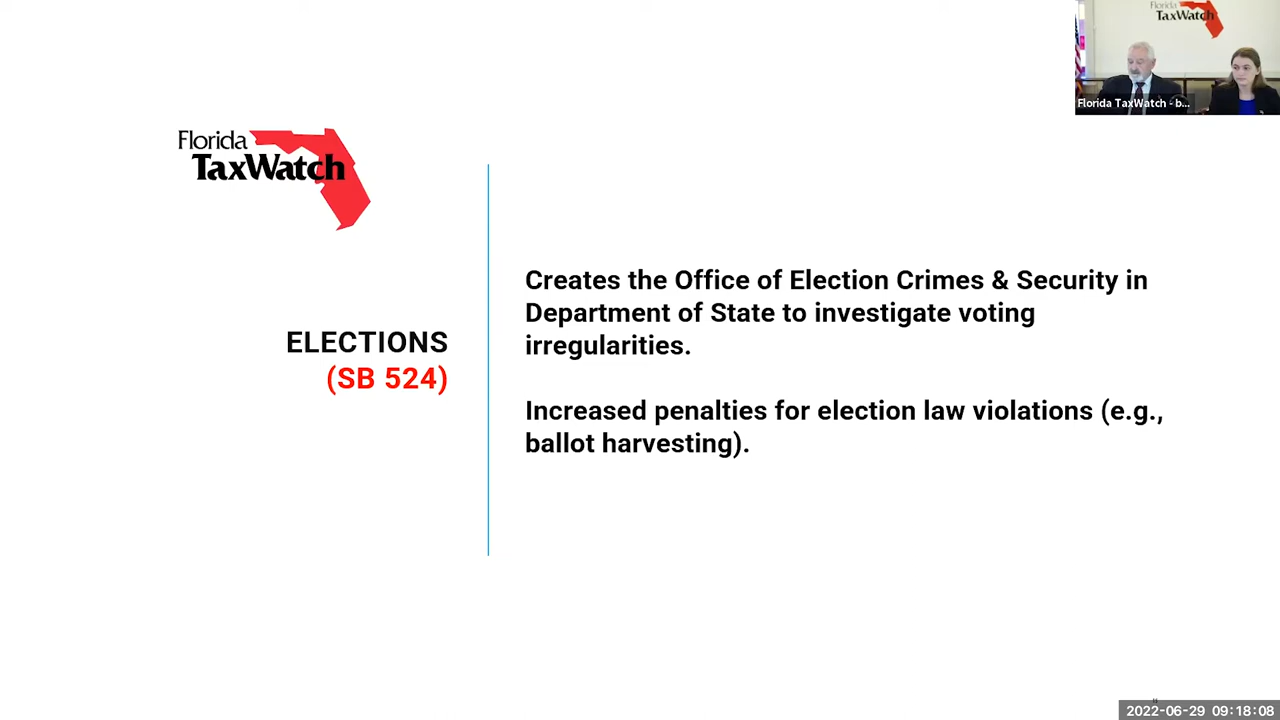 Florida
TaxWatch
Florida TaxWatch - b...
Florida
TaxWatch
ELECTIONS
(SB 524)
Creates the Office of Election Crimes & Security in
Department of State to investigate voting
irregularities.
Increased penalties for election law violations (e.g.,
ballot harvesting).
2022-06-29 09:18:08